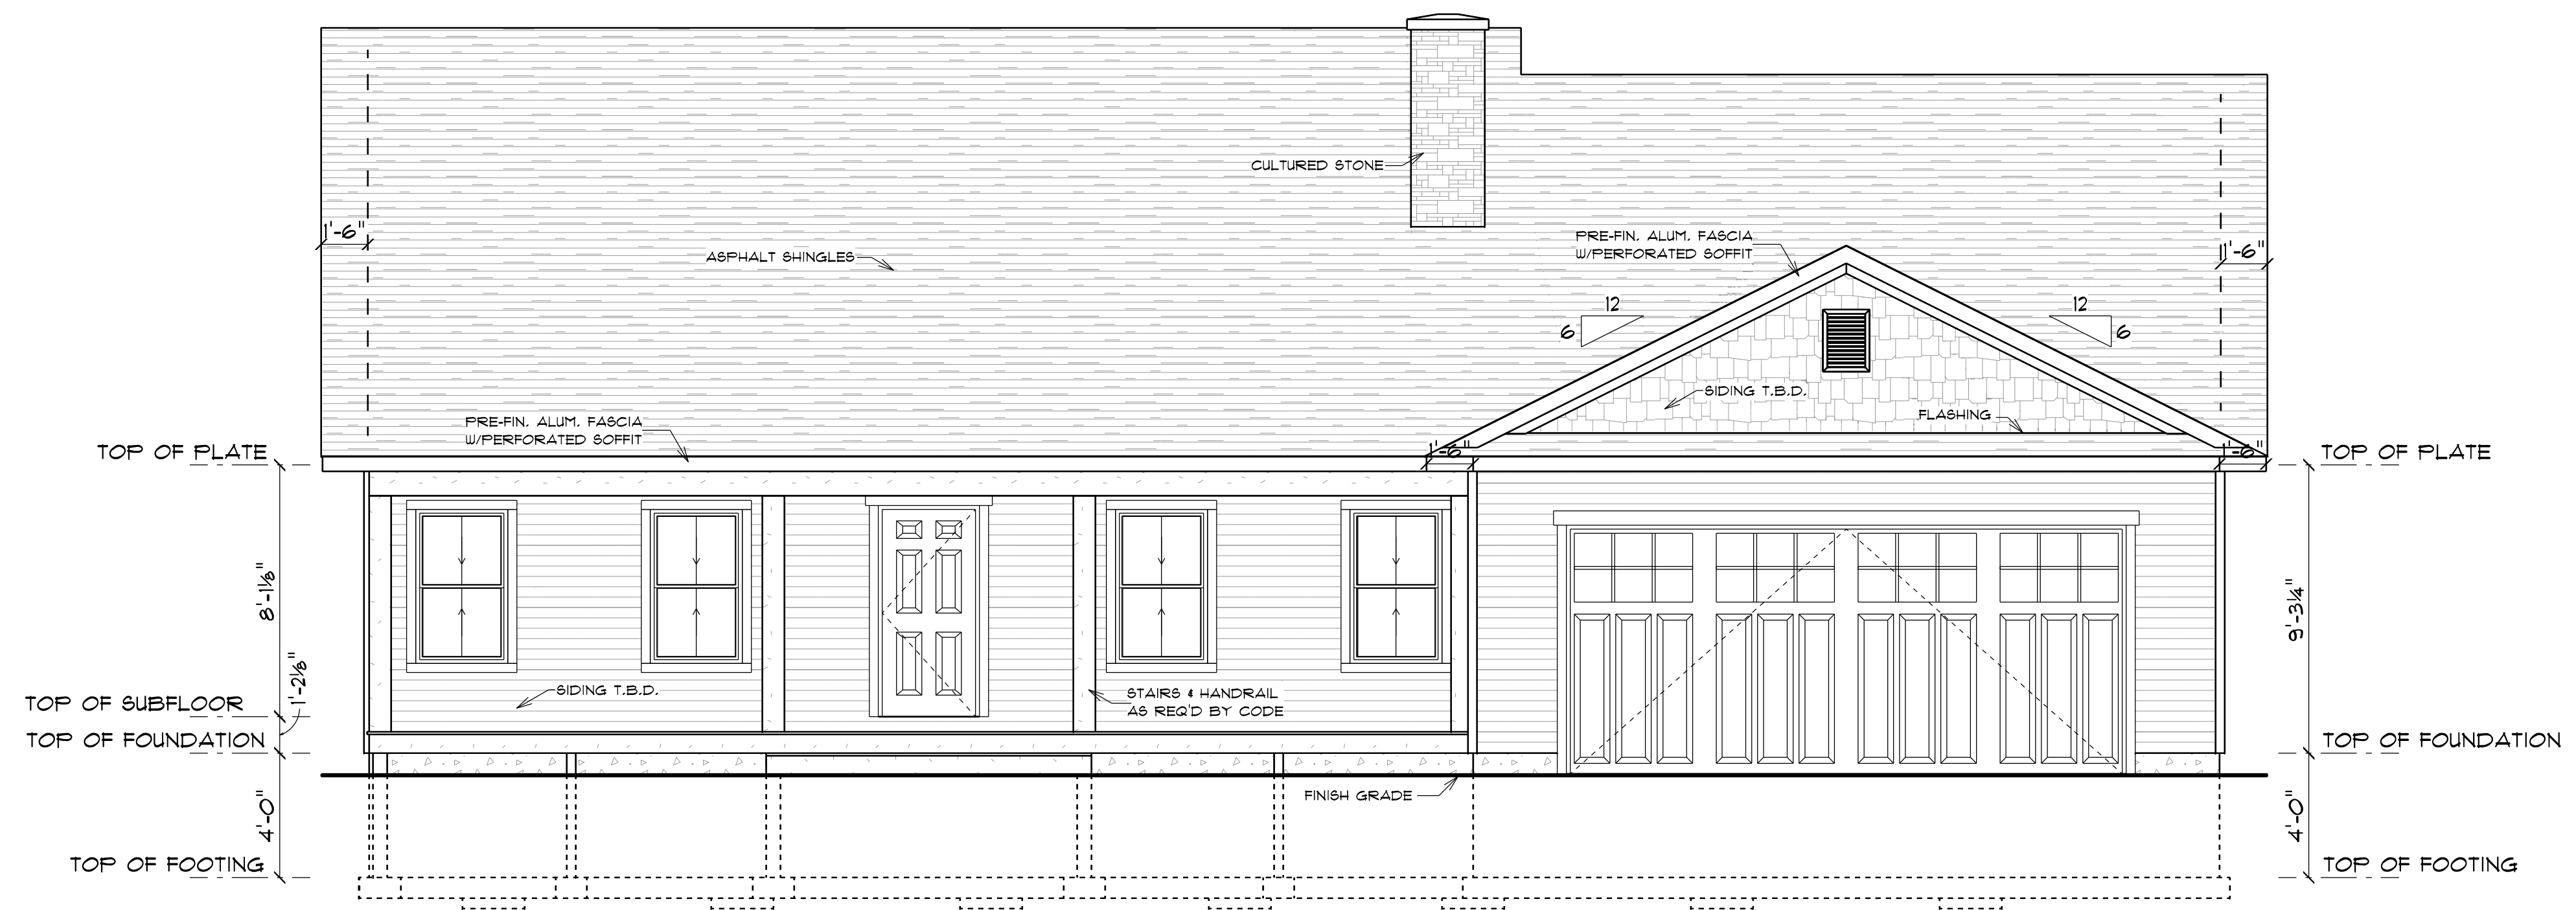 CULTURED STONE
1'-6"
ASPHALT SHINGLES
PRE-FIN. ALUM. FASCIA
W/PERFORATED SOFFIT
1'-6"
12
6
12
6
SIDING T.B.D.
FLASHING
PRE-FIN. ALUM. FASCIA
W/PERFORATED SOFFIT
1'-6"
1'-6"
TOP OF PLATE
TOP OF PLATE
8'-1⅛"
9'-3¼"
SIDING T.B.D.
STAIRS & HANDRAIL
AS REQ'D BY CODE
1'-2⅛"
TOP OF SUBFLOOR
TOP OF FOUNDATION
TOP OF FOUNDATION
FINISH GRADE
4'-0"
4'-0"
TOP OF FOOTING
TOP OF FOOTING